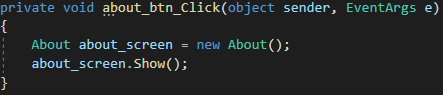 private void about_btn_Click(object sender, EventArgs e)
{
    About about_screen = new About();
    about_screen.Show();
}